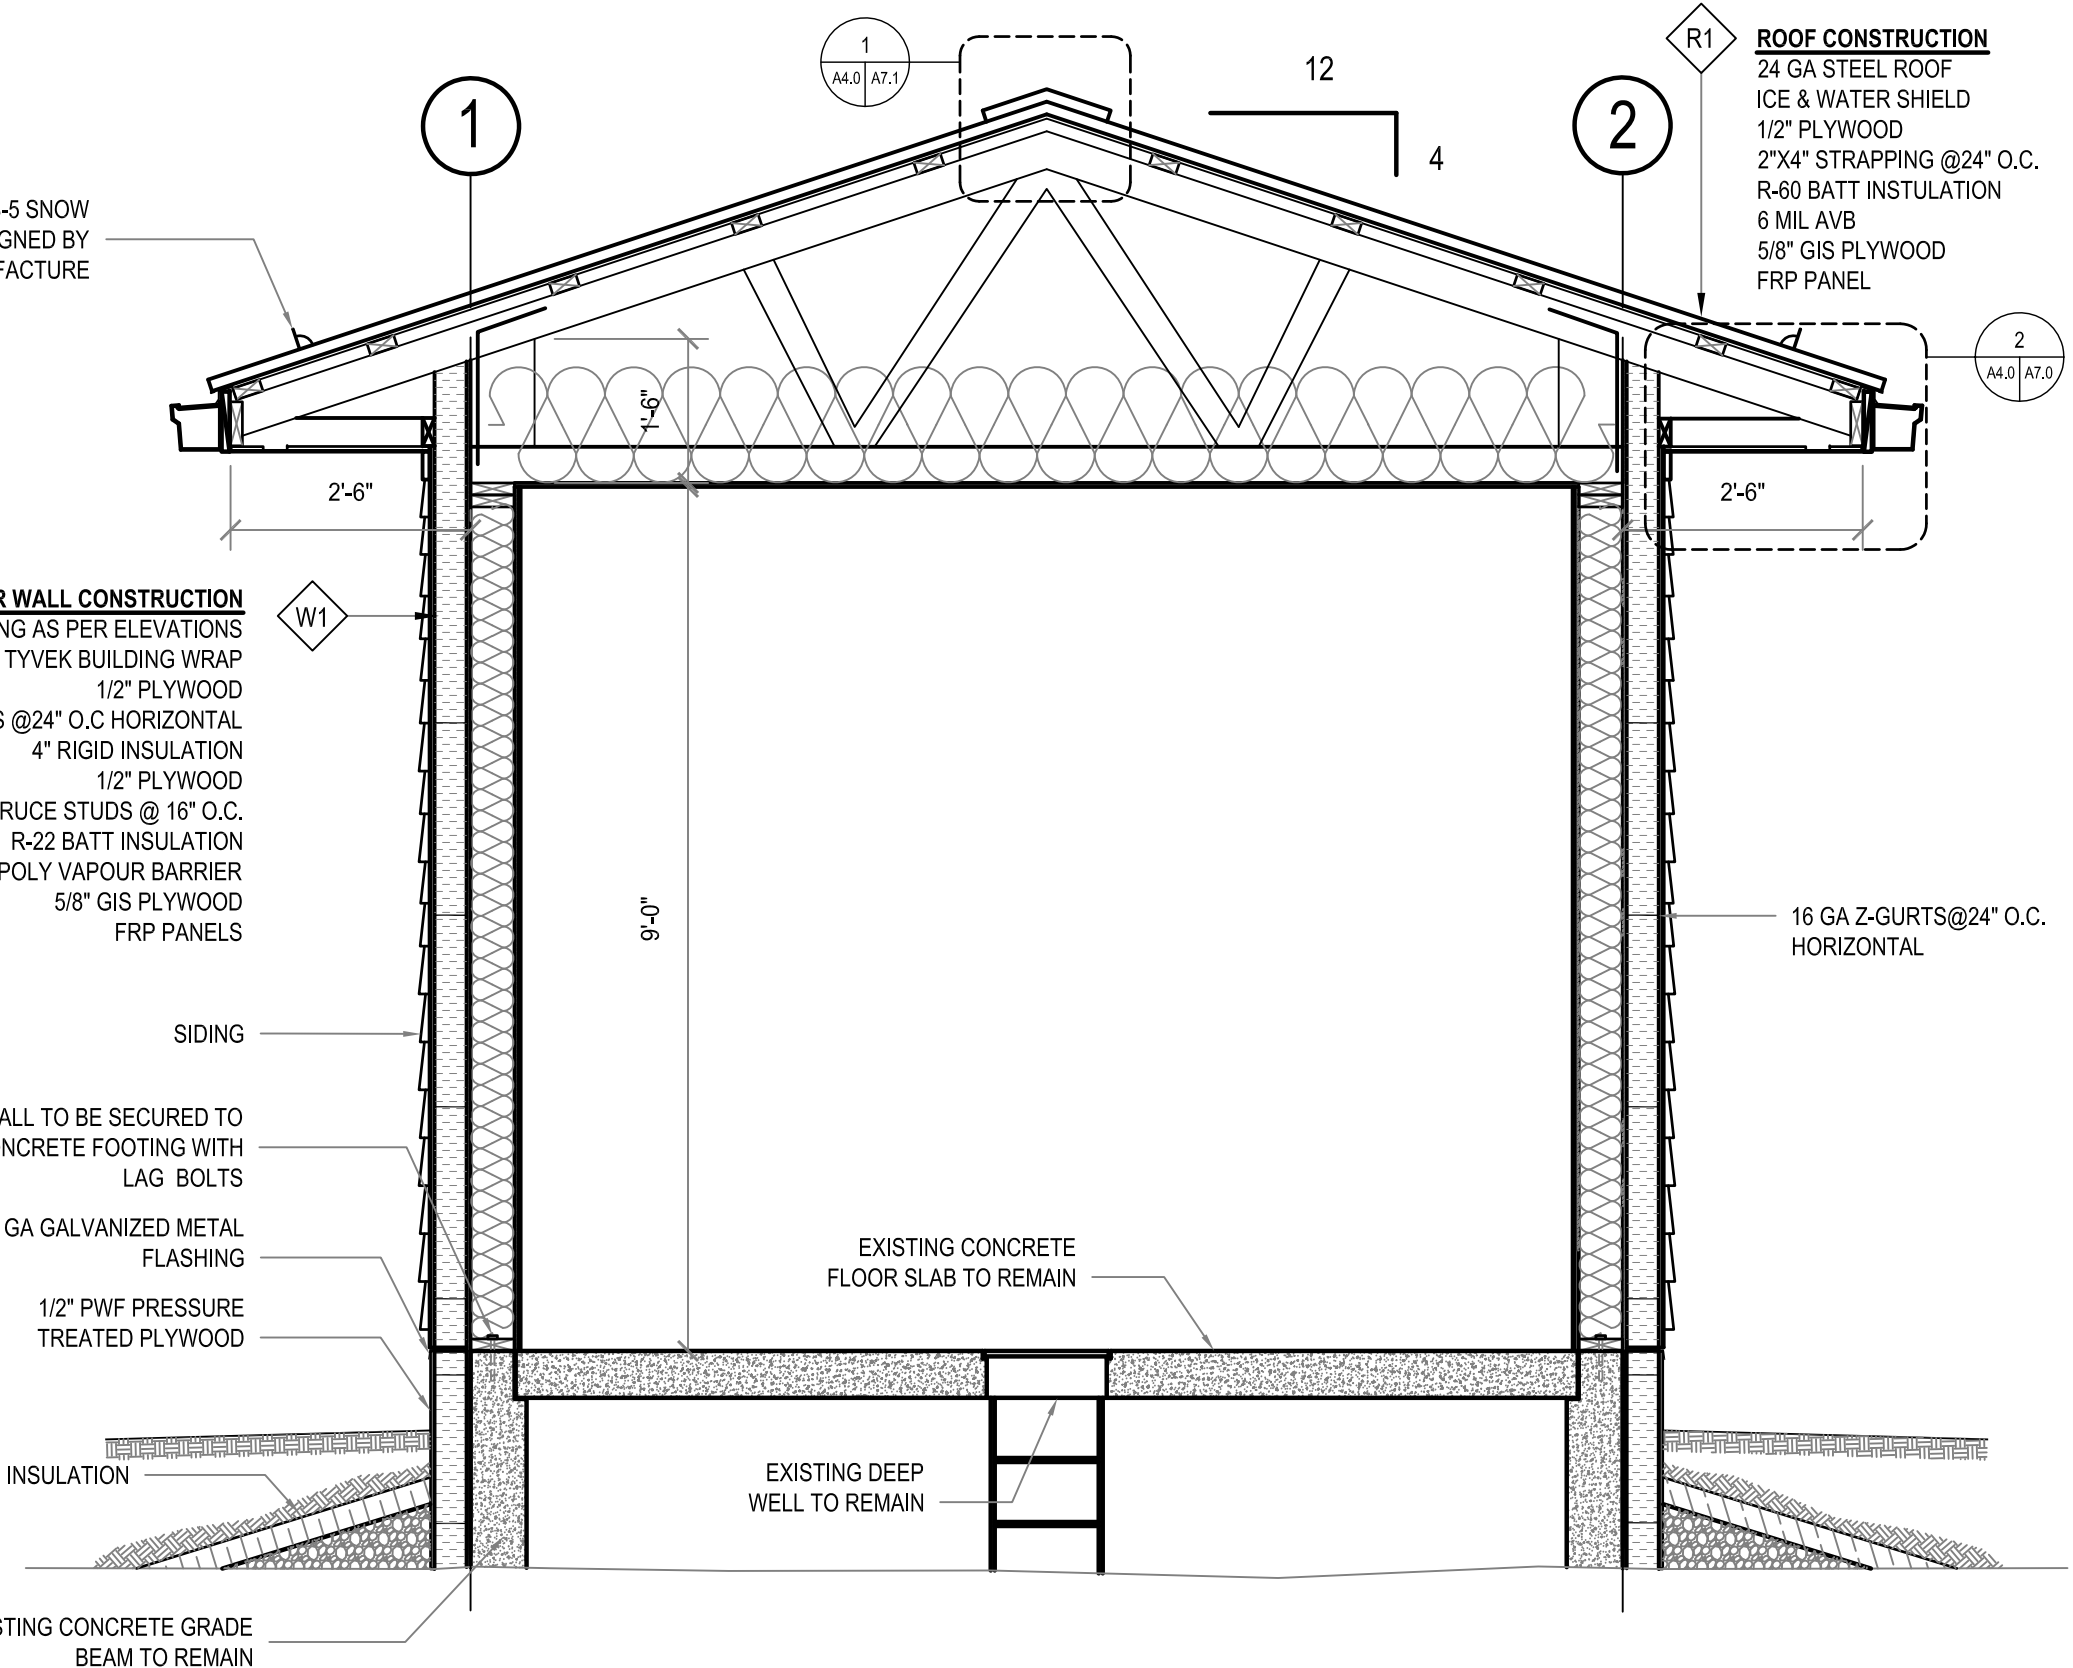 1
A4.0 A7.1
12
4
R1
ROOF CONSTRUCTION
24 GA STEEL ROOF
ICE & WATER SHIELD
1/2" PLYWOOD
2"X4" STRAPPING @24" O.C.
R-60 BATT INSTULATION
6 MIL AVB
5/8" GIS PLYWOOD
FRP PANEL
1
2
-5 SNOW
GNED BY
FACTURE
2
A4.0 A7.0
1'-6"
2'-6"
2'-6"
R WALL CONSTRUCTION
NG AS PER ELEVATIONS
TYVEK BUILDING WRAP
1/2" PLYWOOD
S @24" O.C HORIZONTAL
4" RIGID INSULATION
1/2" PLYWOOD
RUCE STUDS @ 16" O.C.
R-22 BATT INSULATION
POLY VAPOUR BARRIER
5/8" GIS PLYWOOD
FRP PANELS
W1
9'-0"
16 GA Z-GURTS@24" O.C.
HORIZONTAL
SIDING
ALL TO BE SECURED TO
NCRETE FOOTING WITH
LAG BOLTS
GA GALVANIZED METAL
FLASHING
1/2" PWF PRESSURE
TREATED PLYWOOD
EXISTING CONCRETE
FLOOR SLAB TO REMAIN
INSULATION
EXISTING DEEP
WELL TO REMAIN
STING CONCRETE GRADE
BEAM TO REMAIN